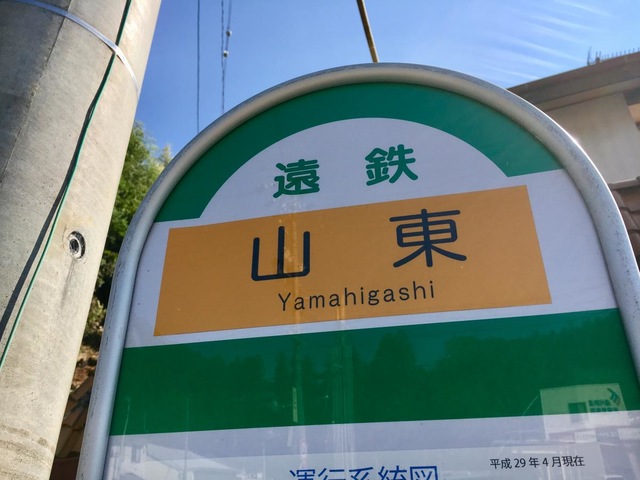 遠鉄
山東
Yamahigashi
平成29年4月現在
運行系統図